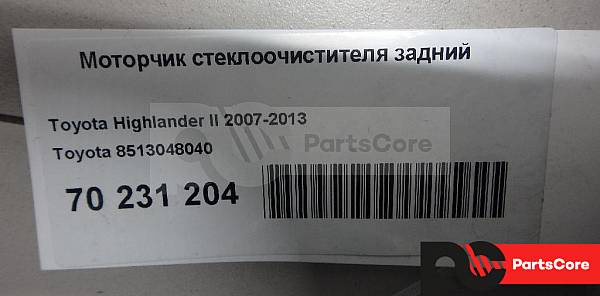 Моторчик стеклоочистителя задний
Toyota Highlander II 2007-2013
PartsCore
Toyota 8513048040
70 231 204
PartsCore